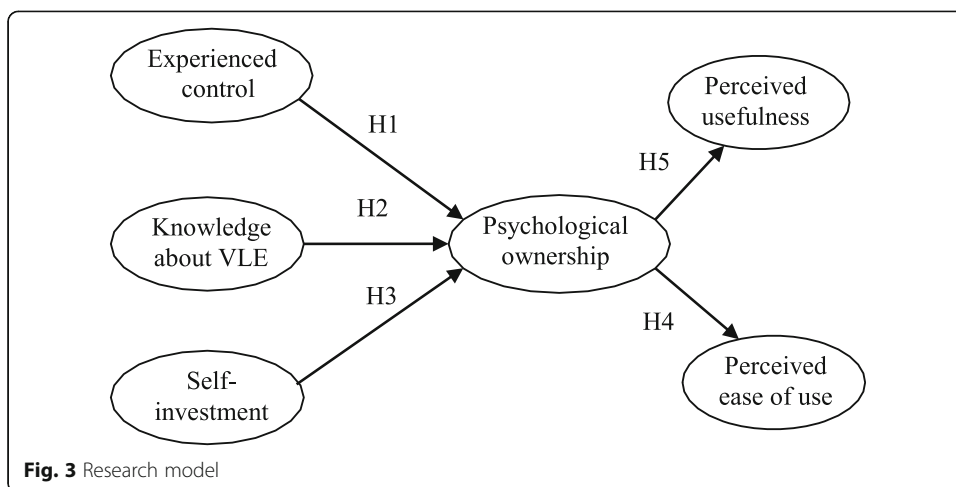 Experienced
control
H1
Perceived
usefulness
H5
H2
Knowledge
about VLE
Psychological
ownership
H3
H4
Self-
investment
Perceived
ease of use
Fig. 3 Research model